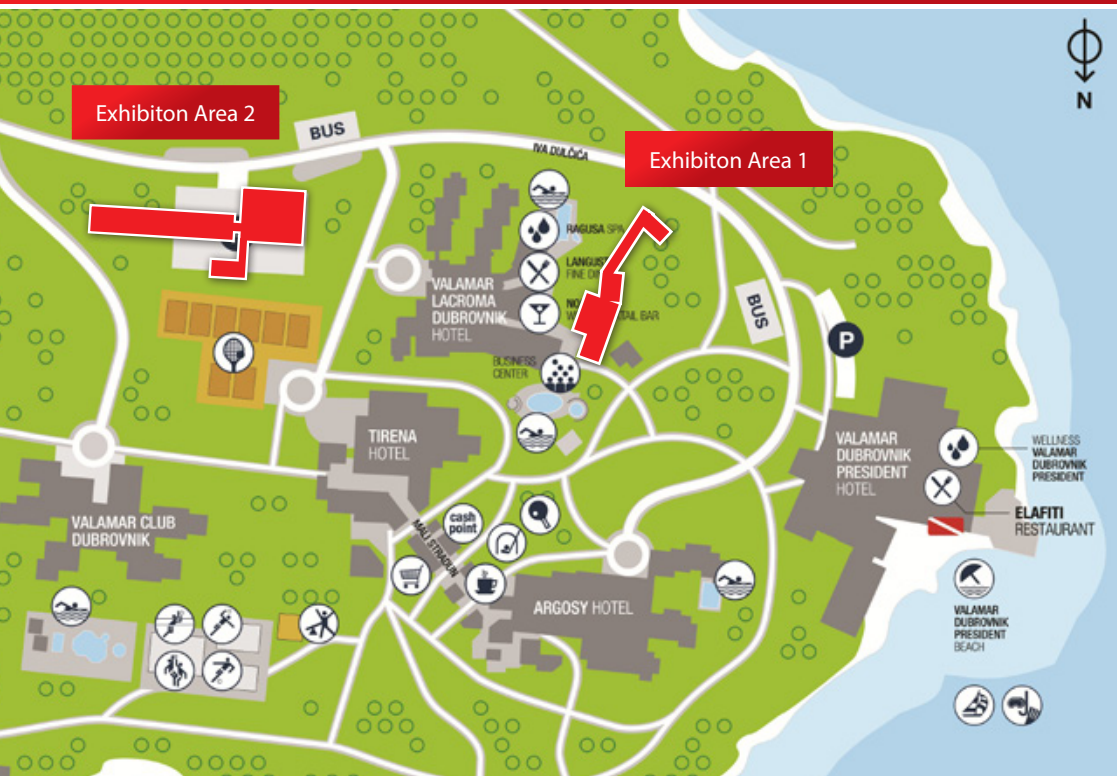 Exhibiton Area 2
BUS
IVA DULČIĆA
Exhibiton Area 1
N
RAGUSA SPA
FINE
VALAMAR
LACROMA
DUBROVNIK
HOTEL
BAR
BUSINESS
CENTER
BUS
P
TIRENA
HOTEL
VALAMAR
DUBROVNIK
PRESIDENT
HOTEL
WELLNESS
VALAMAR
DUBROVNIK
PRESIDENT
ELAFITI
RESTAURANT
VALAMAR CLUB
DUBROVNIK
cash
point
MALI STRADUN
ARGOSY HOTEL
VALAMAR
DUBROVNIK
PRESIDENT
BEACH